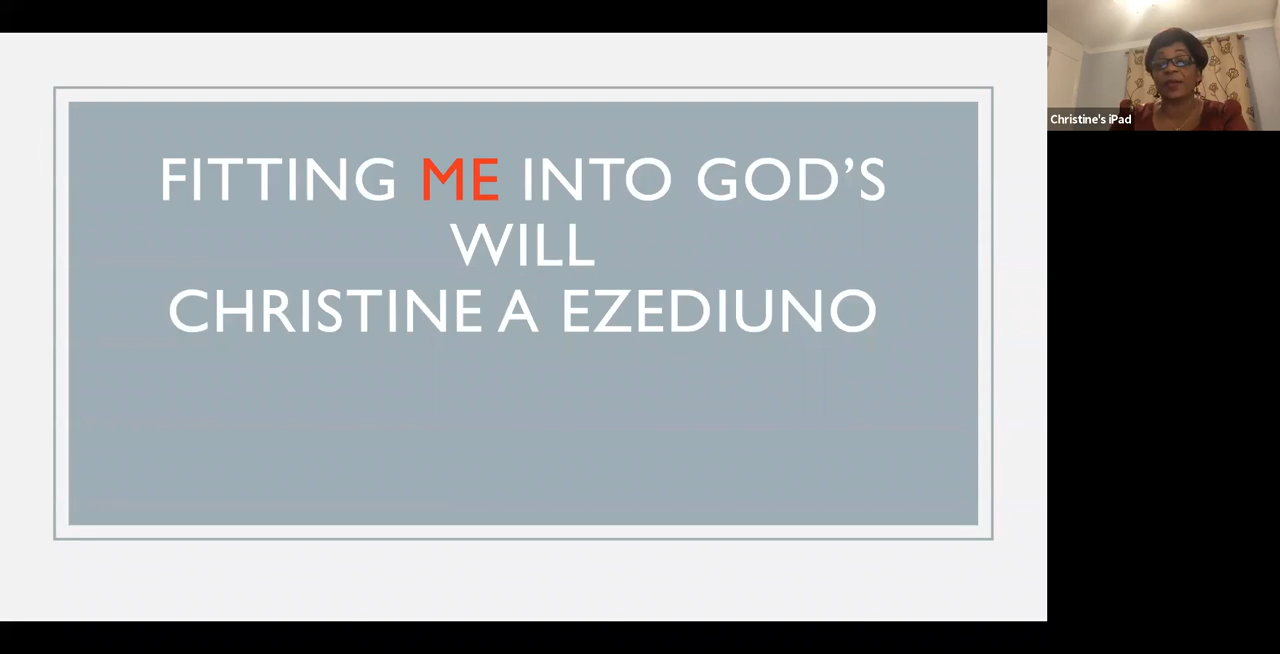 FITTING ME INTO GOD’S
WILL
CHRISTINE A EZEDIUNO
Christine's iPad